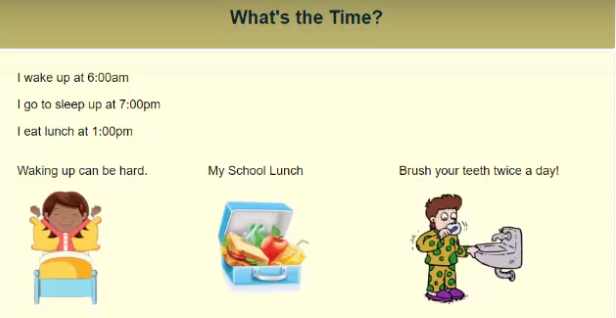 What's the Time?
I wake up at 6:00am
I go to sleep up at 7:00pm
I eat lunch at 1:00pm
Waking up can be hard.
My School Lunch
Brush your teeth twice a day!